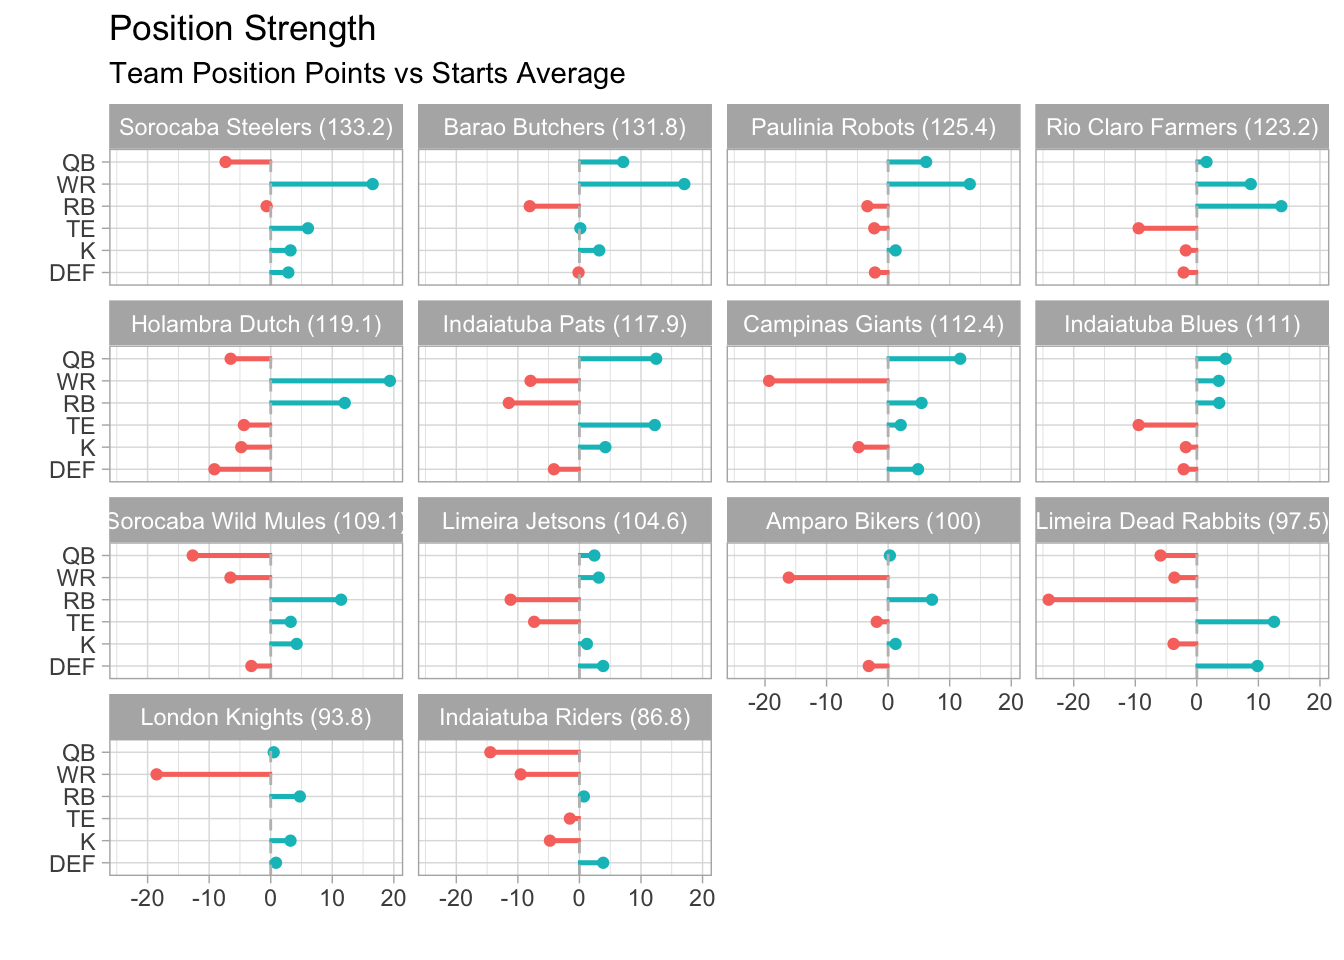 Position Strength
Team Position Points vs Starts Average
Sorocaba Steelers (133.2) Barao Butchers (131.8) Paulinia Robots (125.4) Rio Claro Farmers (123.2)
QB
WR
RB
TE
K
DEF
Holambra Dutch (119.1) Indaiatuba Pats (117.9) Campinas Giants (112.4) Indaiatuba Blues (111)
QB
WR
RB
TE
K
DEF
Sorocaba Wild Mules (109.1) Limeira Jetsons (104.6) Amparo Bikers (100) Limeira Dead Rabbits (97.5)
QB
WR
RB
TE
K
DEF
-20 -10 0 10 20 -20 -10 0 10 20
London Knights (93.8) Indaiatuba Riders (86.8)
QB
WR
RB
TE
K
DEF
-20 -10 0 10 20 -20 -10 0 10 20